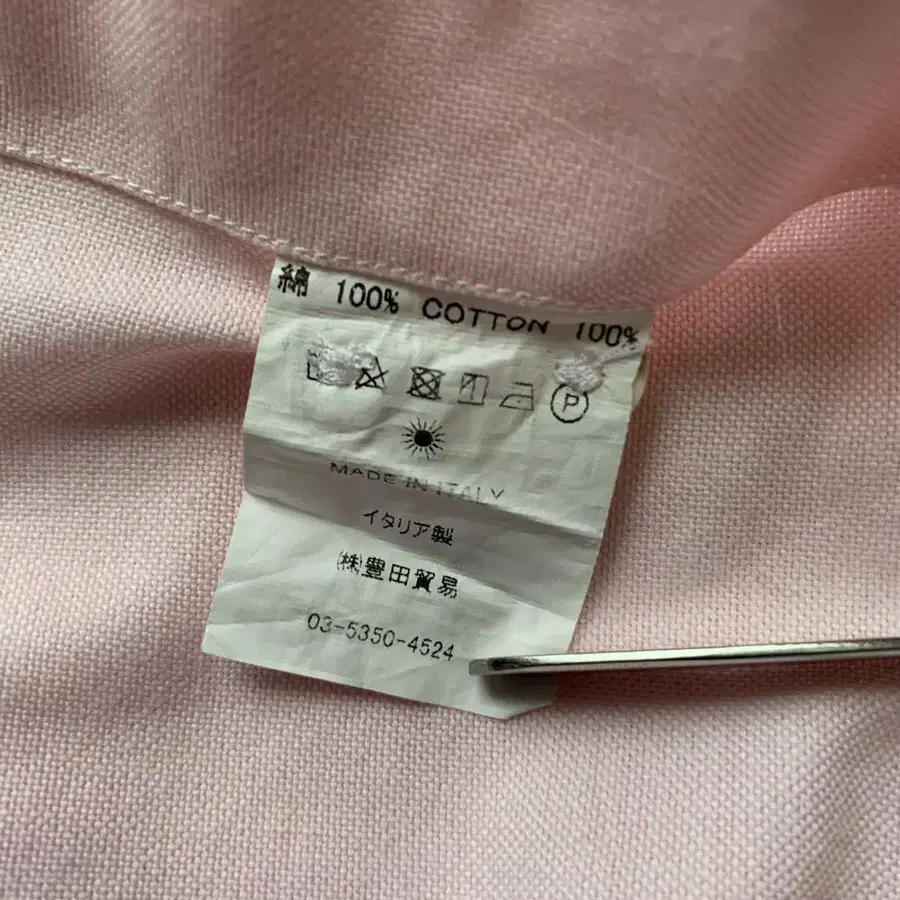 綿 100% COTTON 100%
P
MADE IN ITALY
イタリア製
㈱豊田貿易
03-5350-4524